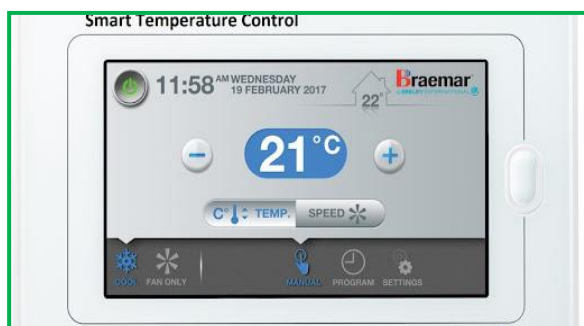 Smart Temperature Control
11:58 AM WEDNESDAY
19 FEBRUARY 2017
22°
Braemar
21°C
C° TEMP. SPEED
COOL FAN ONLY MANUAL PROGRAM SETTINGS